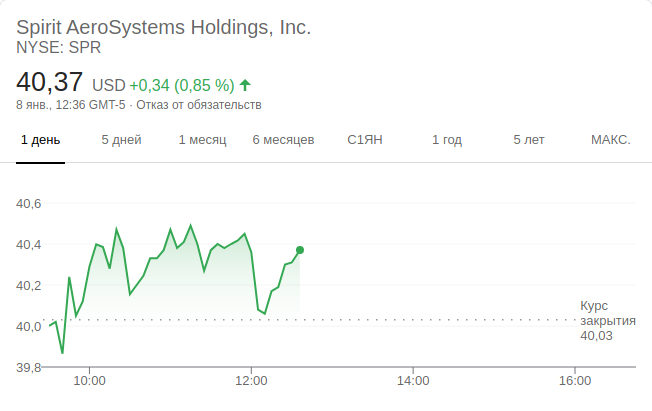 Spirit AeroSystems Holdings, Inc.
NYSE: SPR
40,37 USD +0,34 (0,85 %)
8 янв., 12:36 GMT-5 · Отказ от обязательств
1 день 5 дней 1 месяц 6 месяцев С1ЯН 1 год 5 лет МАКС.
40,6
40,4
40,2
40,0
39,8
Курс
закрытия
40,03
10:00 12:00 14:00 16:00